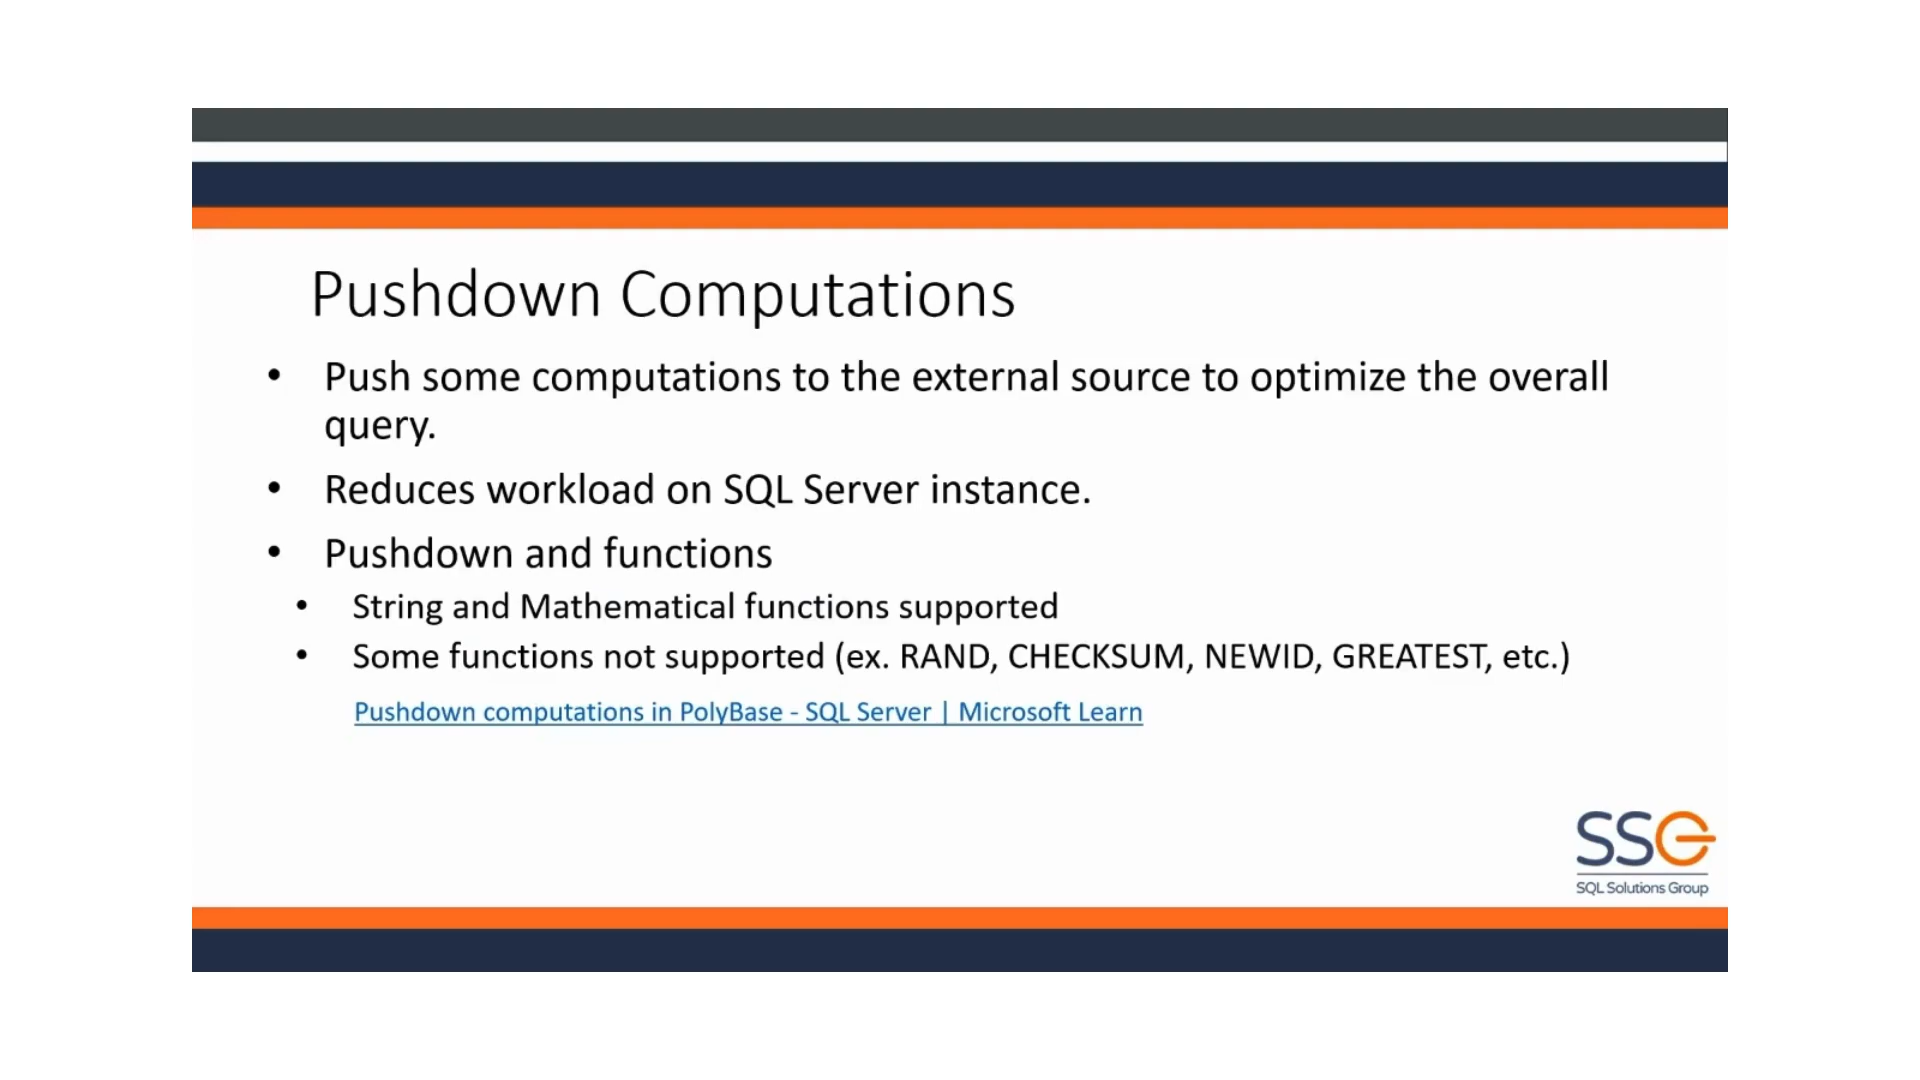 Pushdown Computations
• Push some computations to the external source to optimize the overall
query.
• Reduces workload on SQL Server instance.
• Pushdown and functions
• String and Mathematical functions supported
• Some functions not supported (ex. RAND, CHECKSUM, NEWID, GREATEST, etc.)
Pushdown computations in PolyBase - SQL Server | Microsoft Learn
SSG
SQL Solutions Group